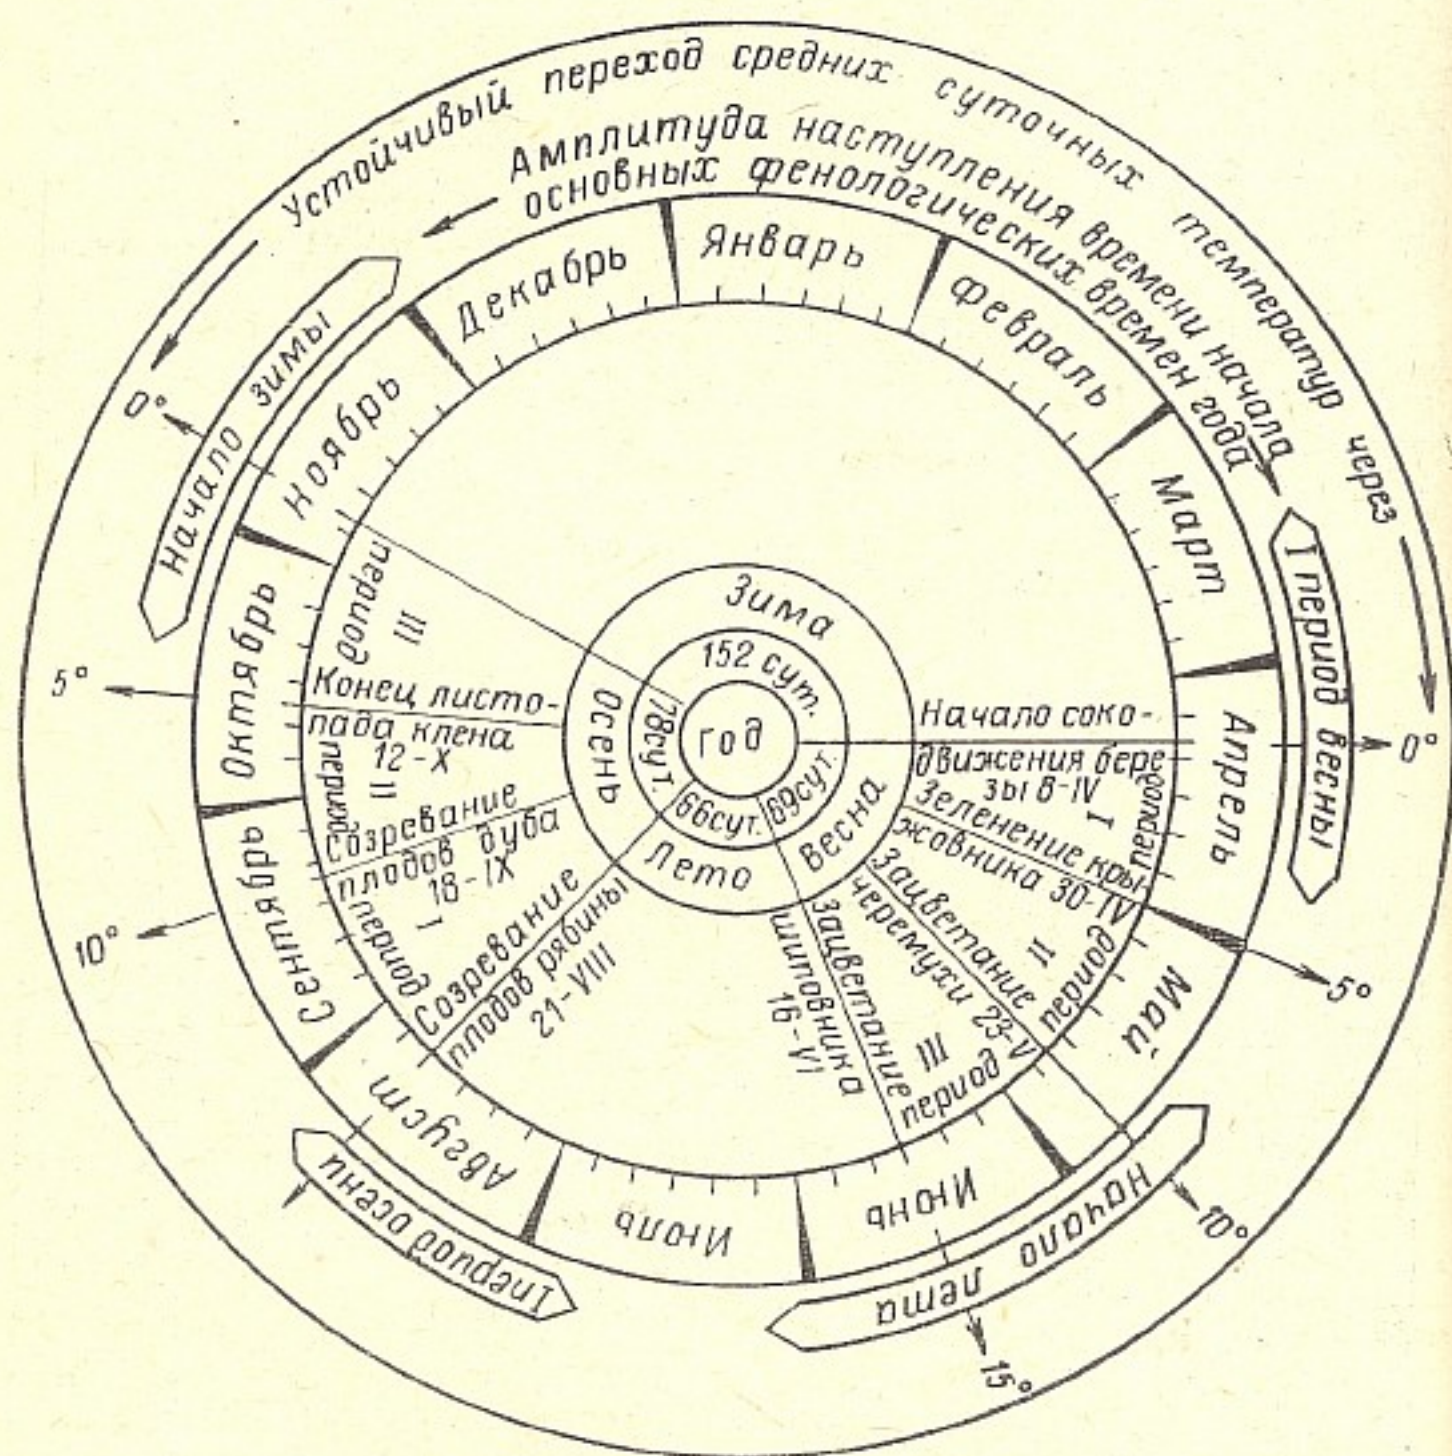 Устойчивый переход средних суточных температур через
Амплитуда наступления времени начала
основных фенологических времен года
Январь
Февраль
Март
Апрель
Май
Июнь
Июль
Август
Сентябрь
Октябрь
Ноябрь
Декабрь
I период весны
Начало лета
I период осени
Начало зимы
0°
5°
10°
15°
10°
5°
0°
Год
152 сут.
69 сут.
66 сут.
78 сут.
Зима
Весна
Лето
Осень
Начало соко-
движения бере
зы 8-IV
I
период
Зеленение кры-
жовника 30-IV
II
период
Зацветание
черемухи 23-V
III
период
Зацветание
шиповника
16-VI
Созревание
плодов рябины
21-VIII
I
период
Созревание
плодов дуба
18-IX
II
период
Конец листо-
пада клена
12-X
III
период